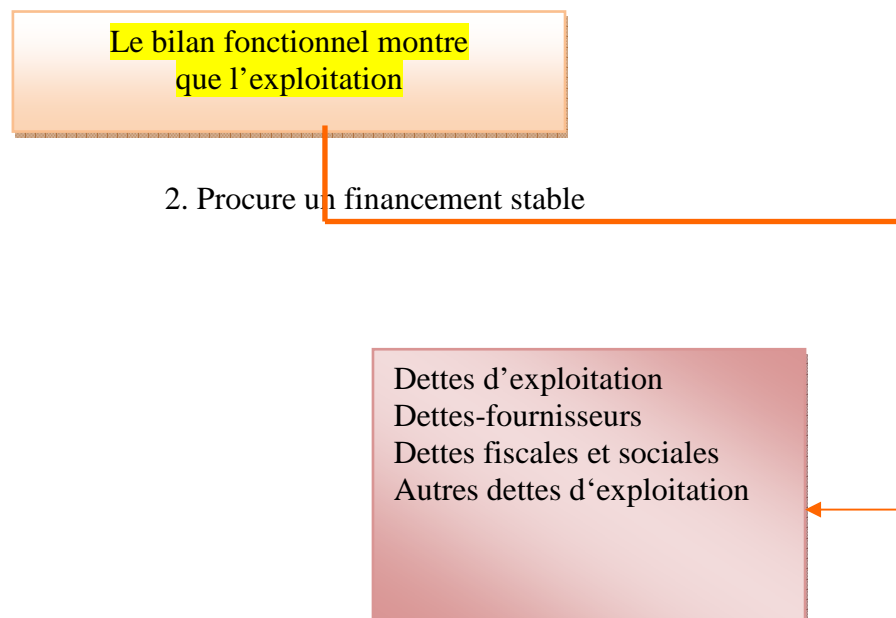 Le bilan fonctionnel montre
que l’exploitation
2. Procure un financement stable
Dettes d’exploitation
Dettes-fournisseurs
Dettes fiscales et sociales
Autres dettes d‘exploitation